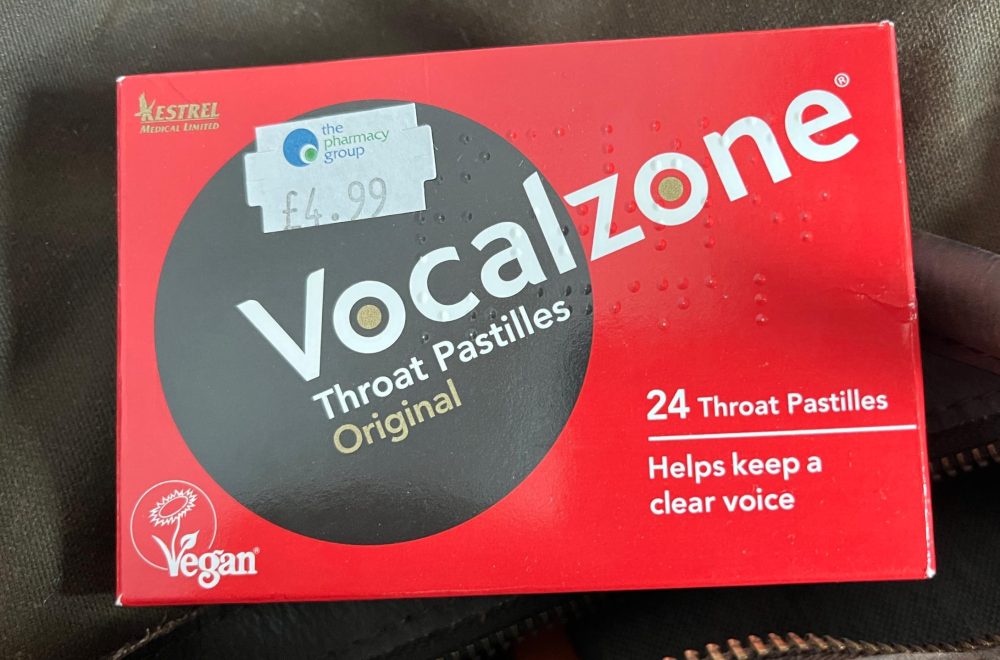 KESTREL
MEDICAL LIMITED
the
pharmacy
group
£4.99
Vocalzone®
Throat Pastilles
Original
24 Throat Pastilles
Helps keep a
clear voice
Vegan